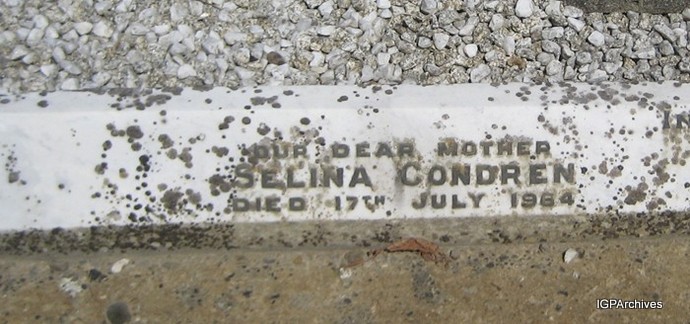 OUR DEAR MOTHER
SELINA CONDREN
DIED 17TH JULY 1964
IN
IGPArchives